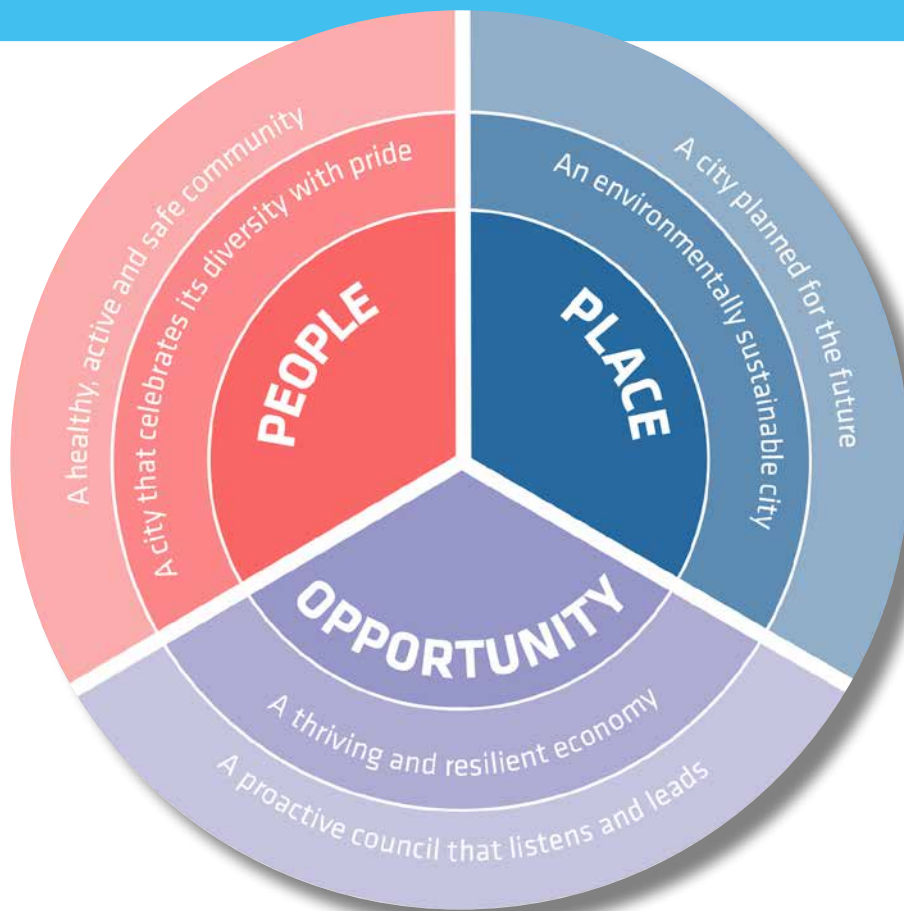 A healthy, active and safe community
A city that celebrates its diversity with pride
PEOPLE
A city planned for the future
An environmentally sustainable city
PLACE
OPPORTUNITY
A thriving and resilient economy
A proactive council that listens and leads